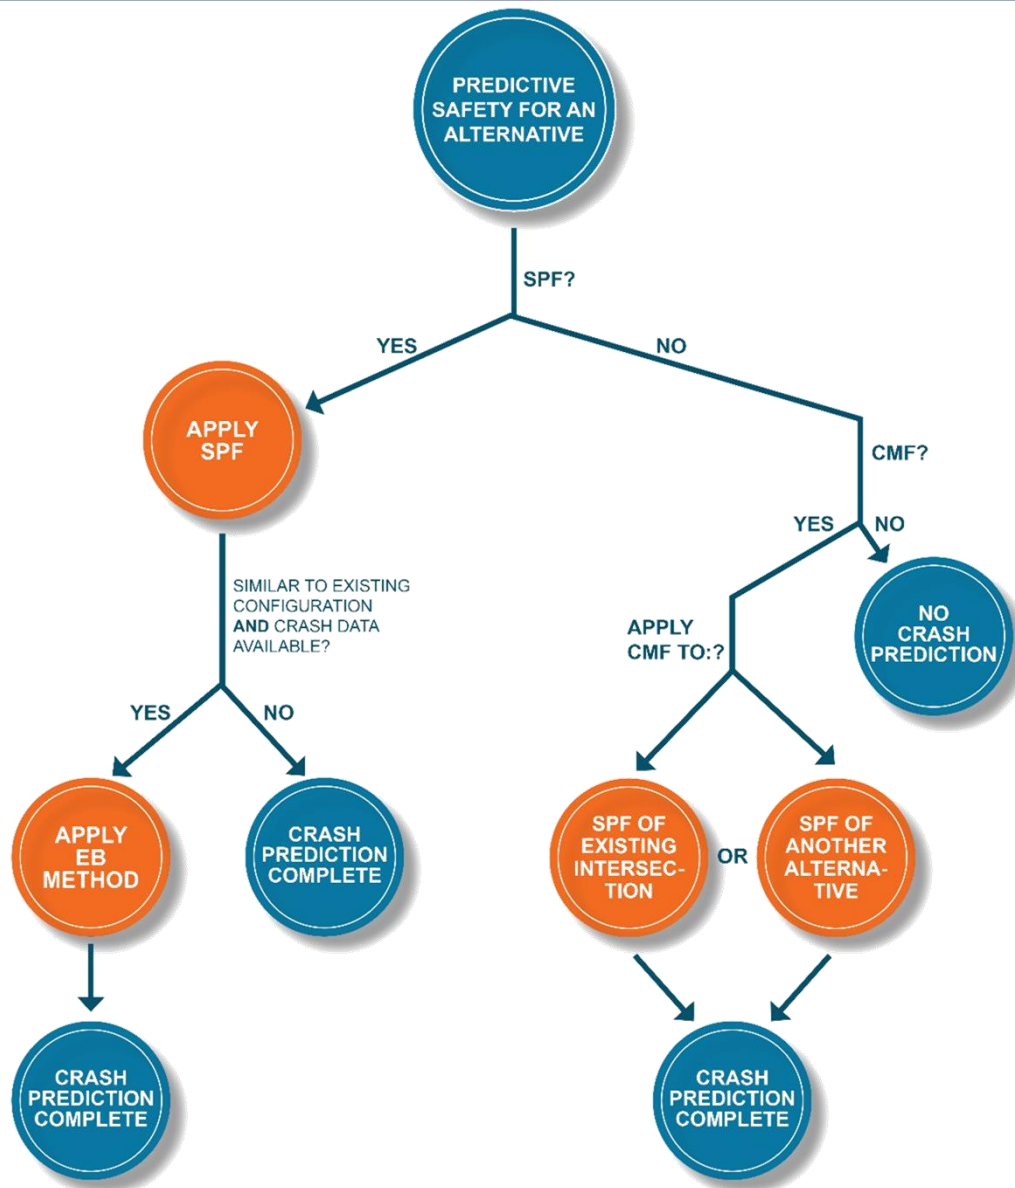 PREDICTIVE
SAFETY FOR AN
ALTERNATIVE
SPF?
YES
NO
APPLY
SPF
CMF?
YES
NO
SIMILAR TO EXISTING
CONFIGURATION
AND CRASH DATA
AVAILABLE?
NO
CRASH
PREDICTION
APPLY
CMF TO:?
YES
NO
APPLY
EB
METHOD
CRASH
PREDICTION
COMPLETE
SPF OF
EXISTING
INTERSEC-
TION
OR
SPF OF
ANOTHER
ALTERNA-
TIVE
CRASH
PREDICTION
COMPLETE
CRASH
PREDICTION
COMPLETE